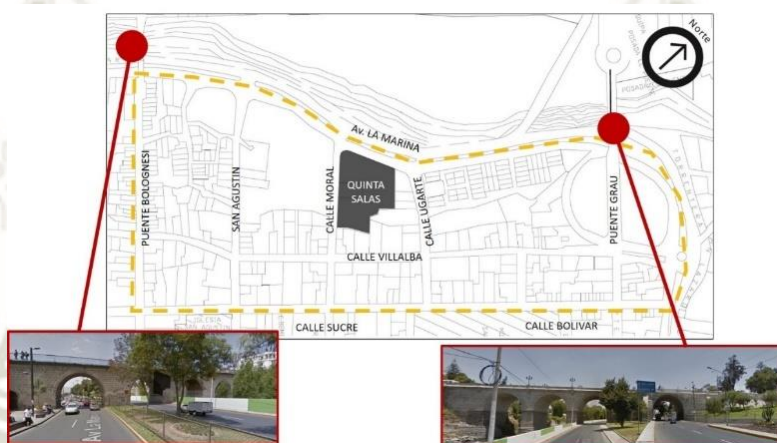 Norte
Av. LA MARINA
PUENTE BOLOGNESI
SAN AGUSTIN
CALLE MORAL
QUINTA
SALAS
CALLE UGARTE
PUENTE GRAU
CALLE VILLALBA
CALLE SUCRE
CALLE BOLIVAR